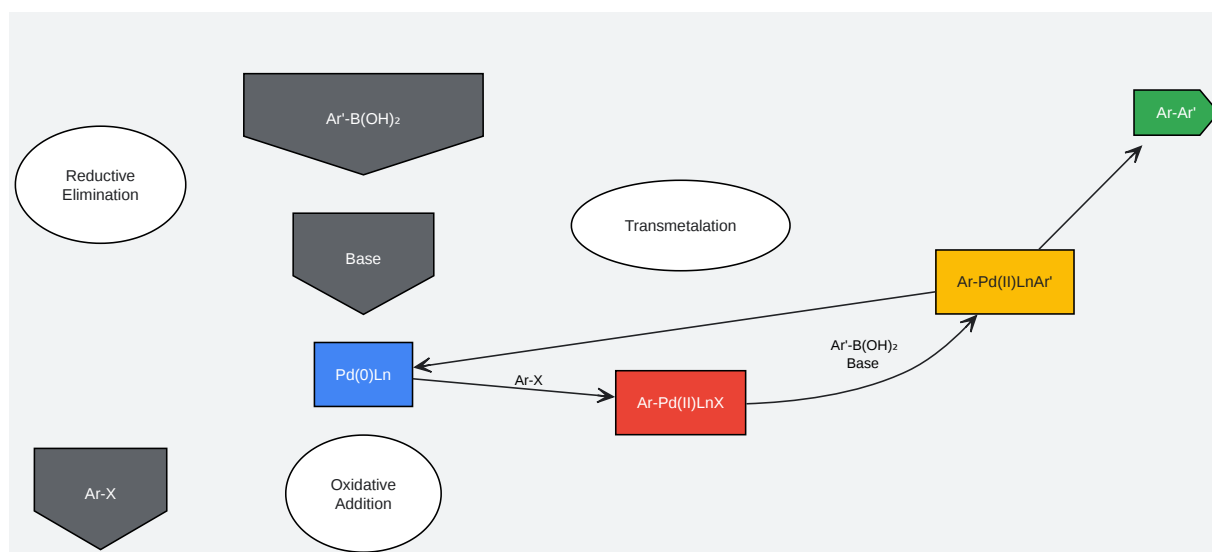 Ar'-B(OH)₂
Ar-Ar'
Reductive
Elimination
Transmetalation
Base
Ar-Pd(II)LnAr'
Ar'-B(OH)₂
Base
Pd(0)Ln
Ar-X
Ar-Pd(II)LnX
Ar-X
Oxidative
Addition